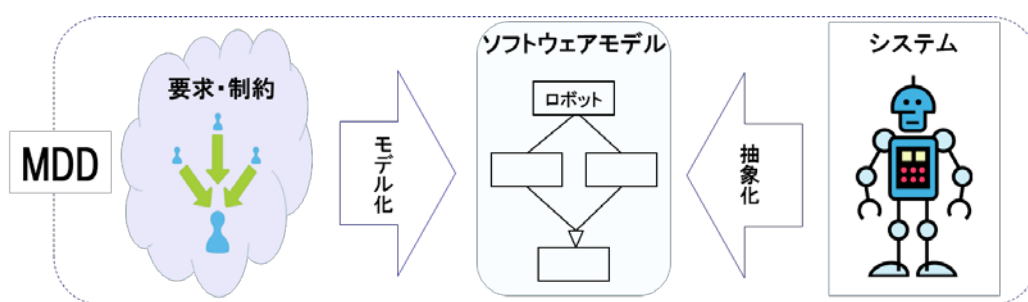 MDD
要求・制約
モデル化
ソフトウェアモデル
ロボット
抽象化
システム